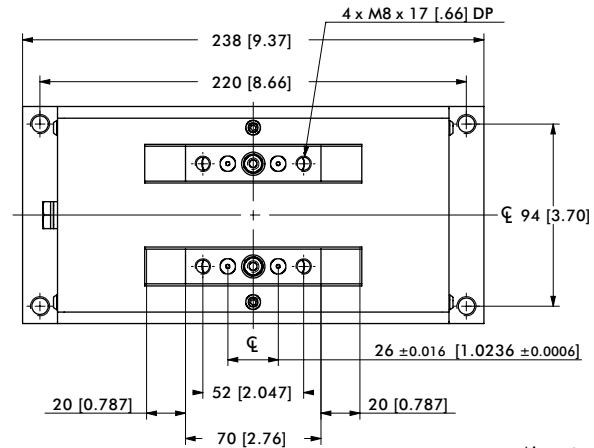 4 x M8 x 17 [.66] DP
238 [9.37]
220 [8.66]
℄ 94 [3.70]
℄
26 ±0.016 [1.0236 ±0.0006]
52 [2.047]
20 [0.787]
20 [0.787]
70 [2.76]